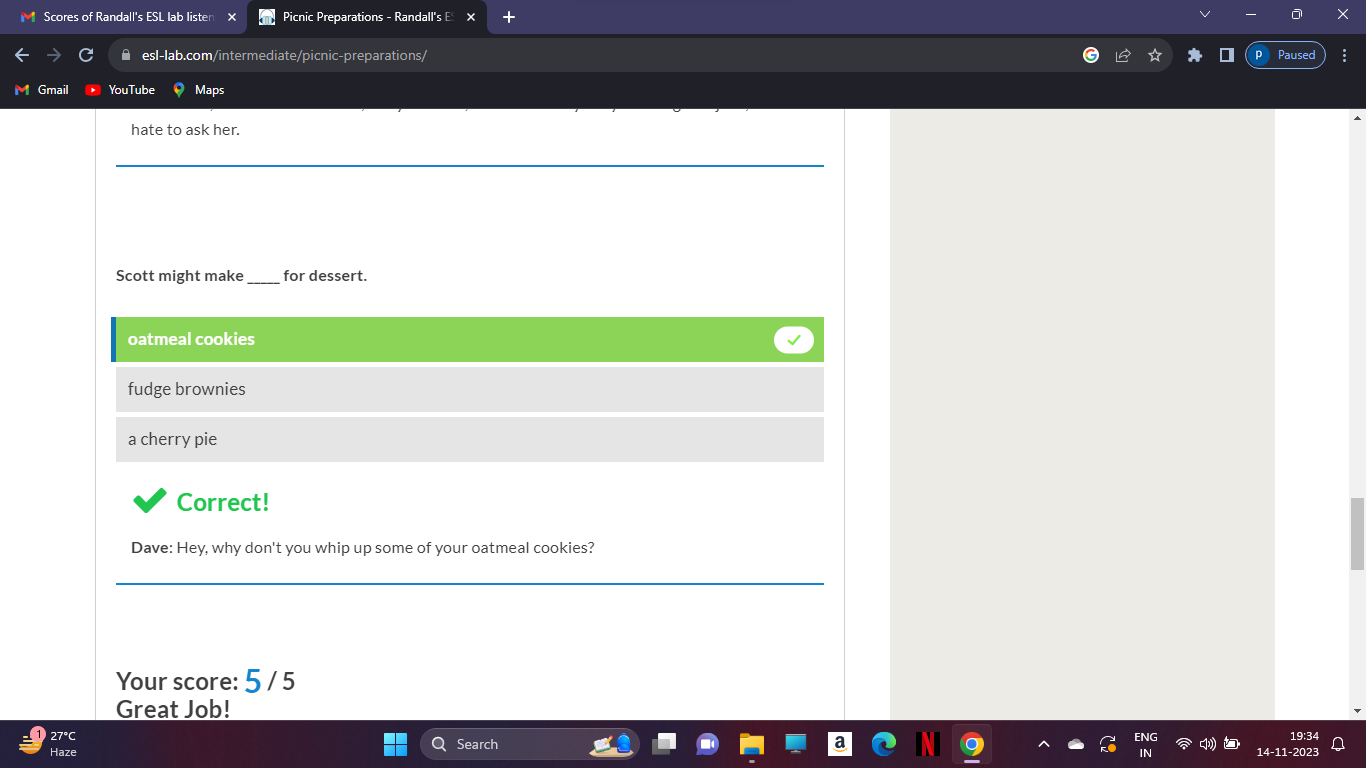 Scores of Randall's ESL lab listen
Picnic Preparations - Randall's ES
esl-lab.com/intermediate/picnic-preparations/
P Paused
Gmail
YouTube
Maps
hate to ask her.
Scott might make _____ for dessert.
oatmeal cookies
fudge brownies
a cherry pie
Correct!
Dave: Hey, why don't you whip up some of your oatmeal cookies?
Your score: 5 / 5
Great Job!
1
27°C
Haze
Search
a
N
ENG
IN
19:34
14-11-2023